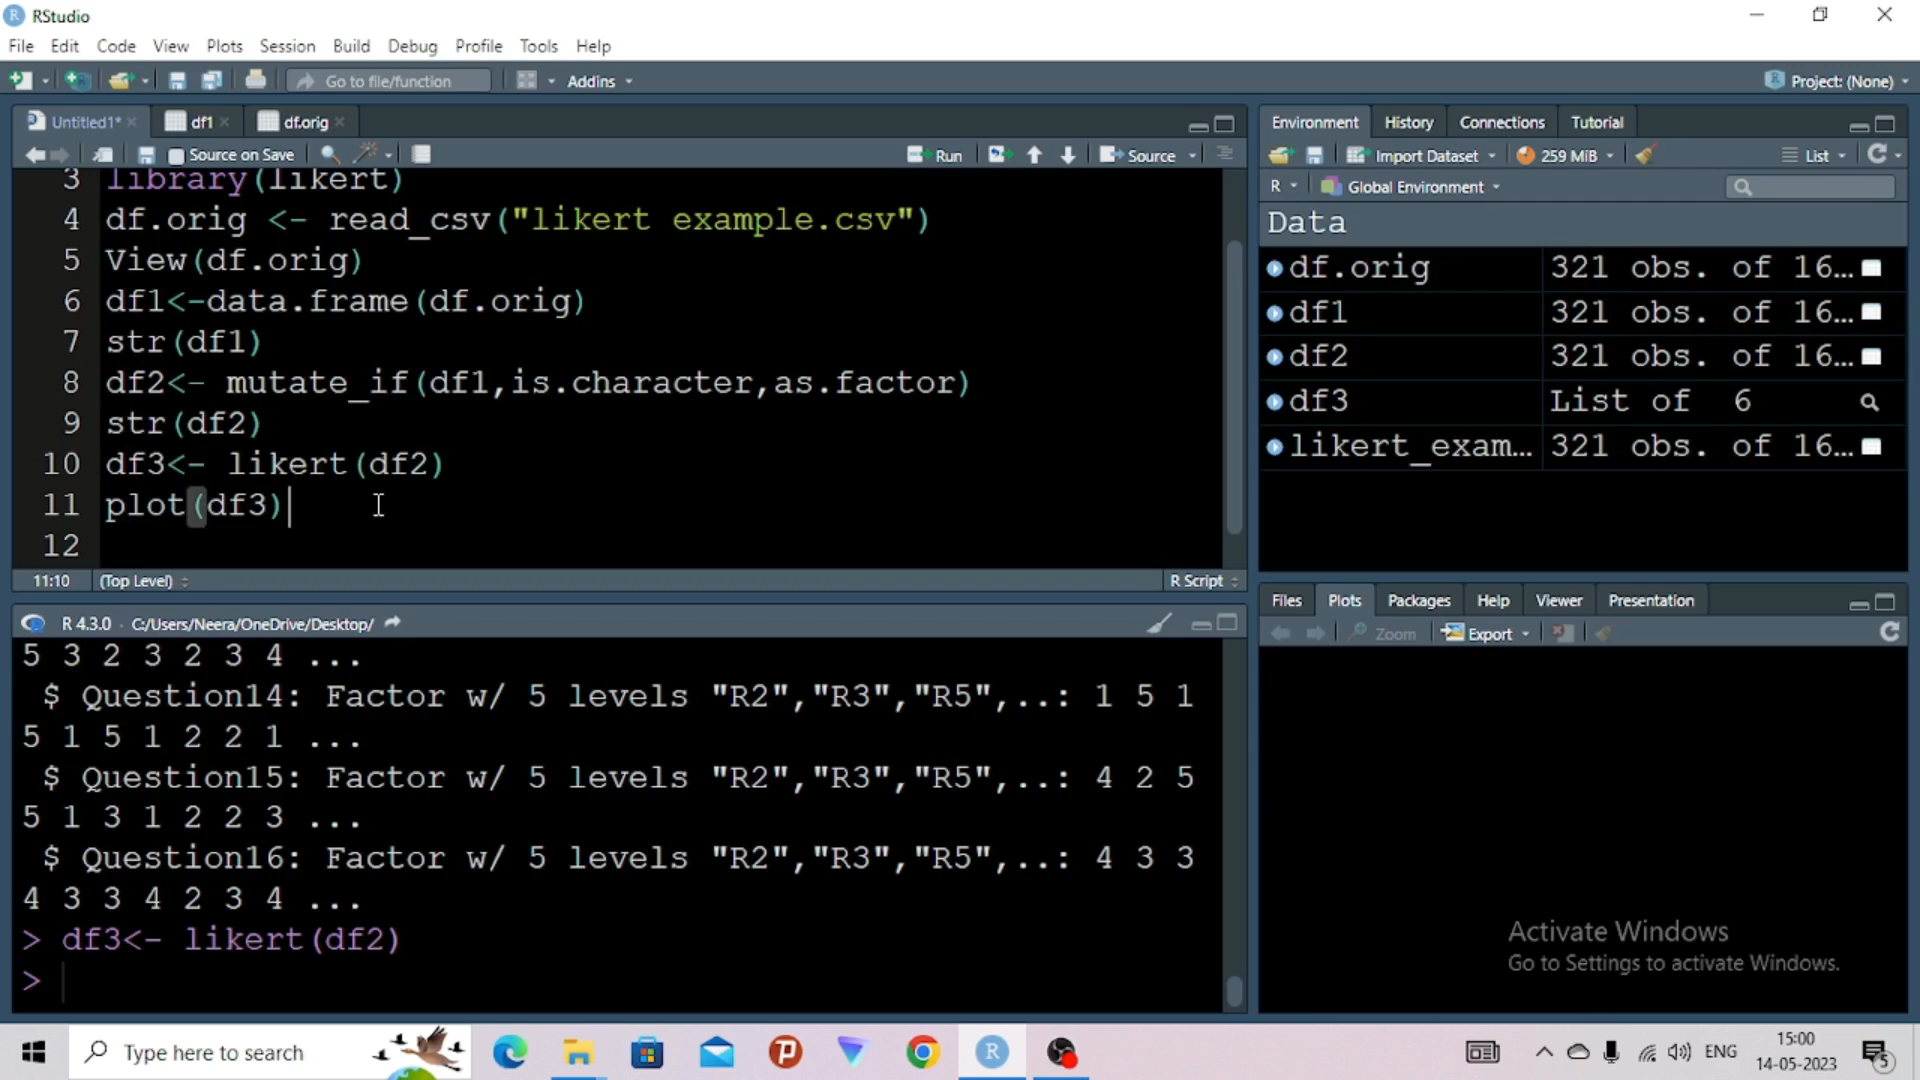 RStudio
File Edit Code View Plots Session Build Debug Profile Tools Help
Go to file/function Addins Project: (None)
Untitled1* df1 df.orig
Source on Save Run Source
3 library(likert)
4 df.orig <- read_csv("likert example.csv")
5 View(df.orig)
6 df1<-data.frame(df.orig)
7 str(df1)
8 df2<- mutate_if(df1,is.character,as.factor)
9 str(df2)
10 df3<- likert(df2)
11 plot(df3)
12
11:10 (Top Level) R Script
R 4.3.0 · C:/Users/Neera/OneDrive/Desktop/
5 3 2 3 2 3 4 ...
$ Question14: Factor w/ 5 levels "R2","R3","R5",..: 1 5 1
5 1 5 1 2 2 1 ...
$ Question15: Factor w/ 5 levels "R2","R3","R5",..: 4 2 5
5 1 3 1 2 2 3 ...
$ Question16: Factor w/ 5 levels "R2","R3","R5",..: 4 3 3
4 3 3 4 2 3 4 ...
> df3<- likert(df2)
>
Environment History Connections Tutorial
Import Dataset 259 MiB List
R Global Environment
Data
df.orig 321 obs. of 16…
df1 321 obs. of 16…
df2 321 obs. of 16…
df3 List of 6
likert_exam… 321 obs. of 16…
Files Plots Packages Help Viewer Presentation
Zoom Export
Activate Windows
Go to Settings to activate Windows.
Type here to search
R
ENG
15:00
14-05-2023
5